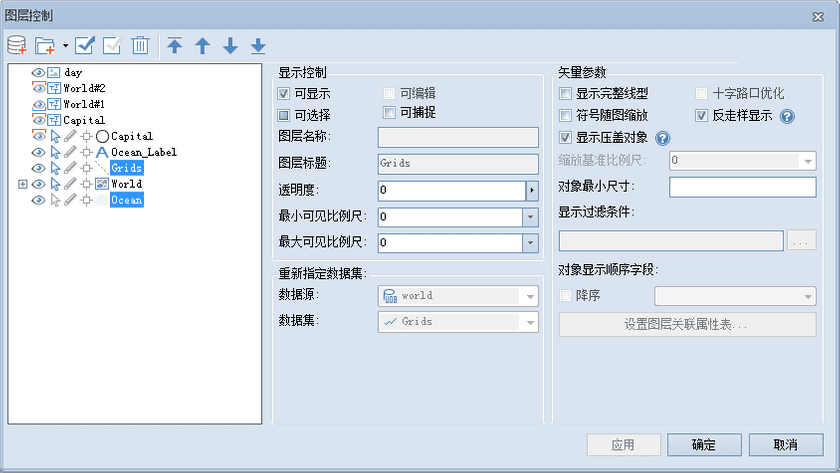 图层控制
day
World#2
World#1
Capital
Capital
Ocean_Label
Grids
World
Ocean
显示控制
可显示
可编辑
可选择
可捕捉
图层名称:
图层标题:
Grids
透明度:
0
最小可见比例尺:
0
最大可见比例尺:
0
重新指定数据集:
数据源:
world
数据集:
Grids
矢量参数
显示完整线型
十字路口优化
符号随图缩放
反走样显示
显示压盖对象
缩放基准比例尺:
0
对象最小尺寸:
显示过滤条件:
...
对象显示顺序字段:
降序
设置图层关联属性表...
应用
确定
取消